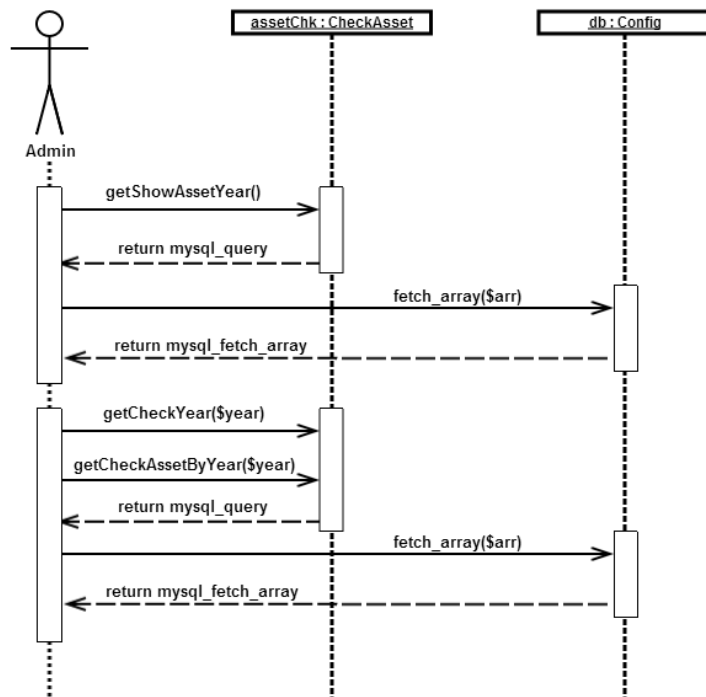 assetChk : CheckAsset
db : Config
Admin
getShowAssetYear()
return mysql_query
fetch_array($arr)
return mysql_fetch_array
getCheckYear($year)
getCheckAssetByYear($year)
return mysql_query
fetch_array($arr)
return mysql_fetch_array